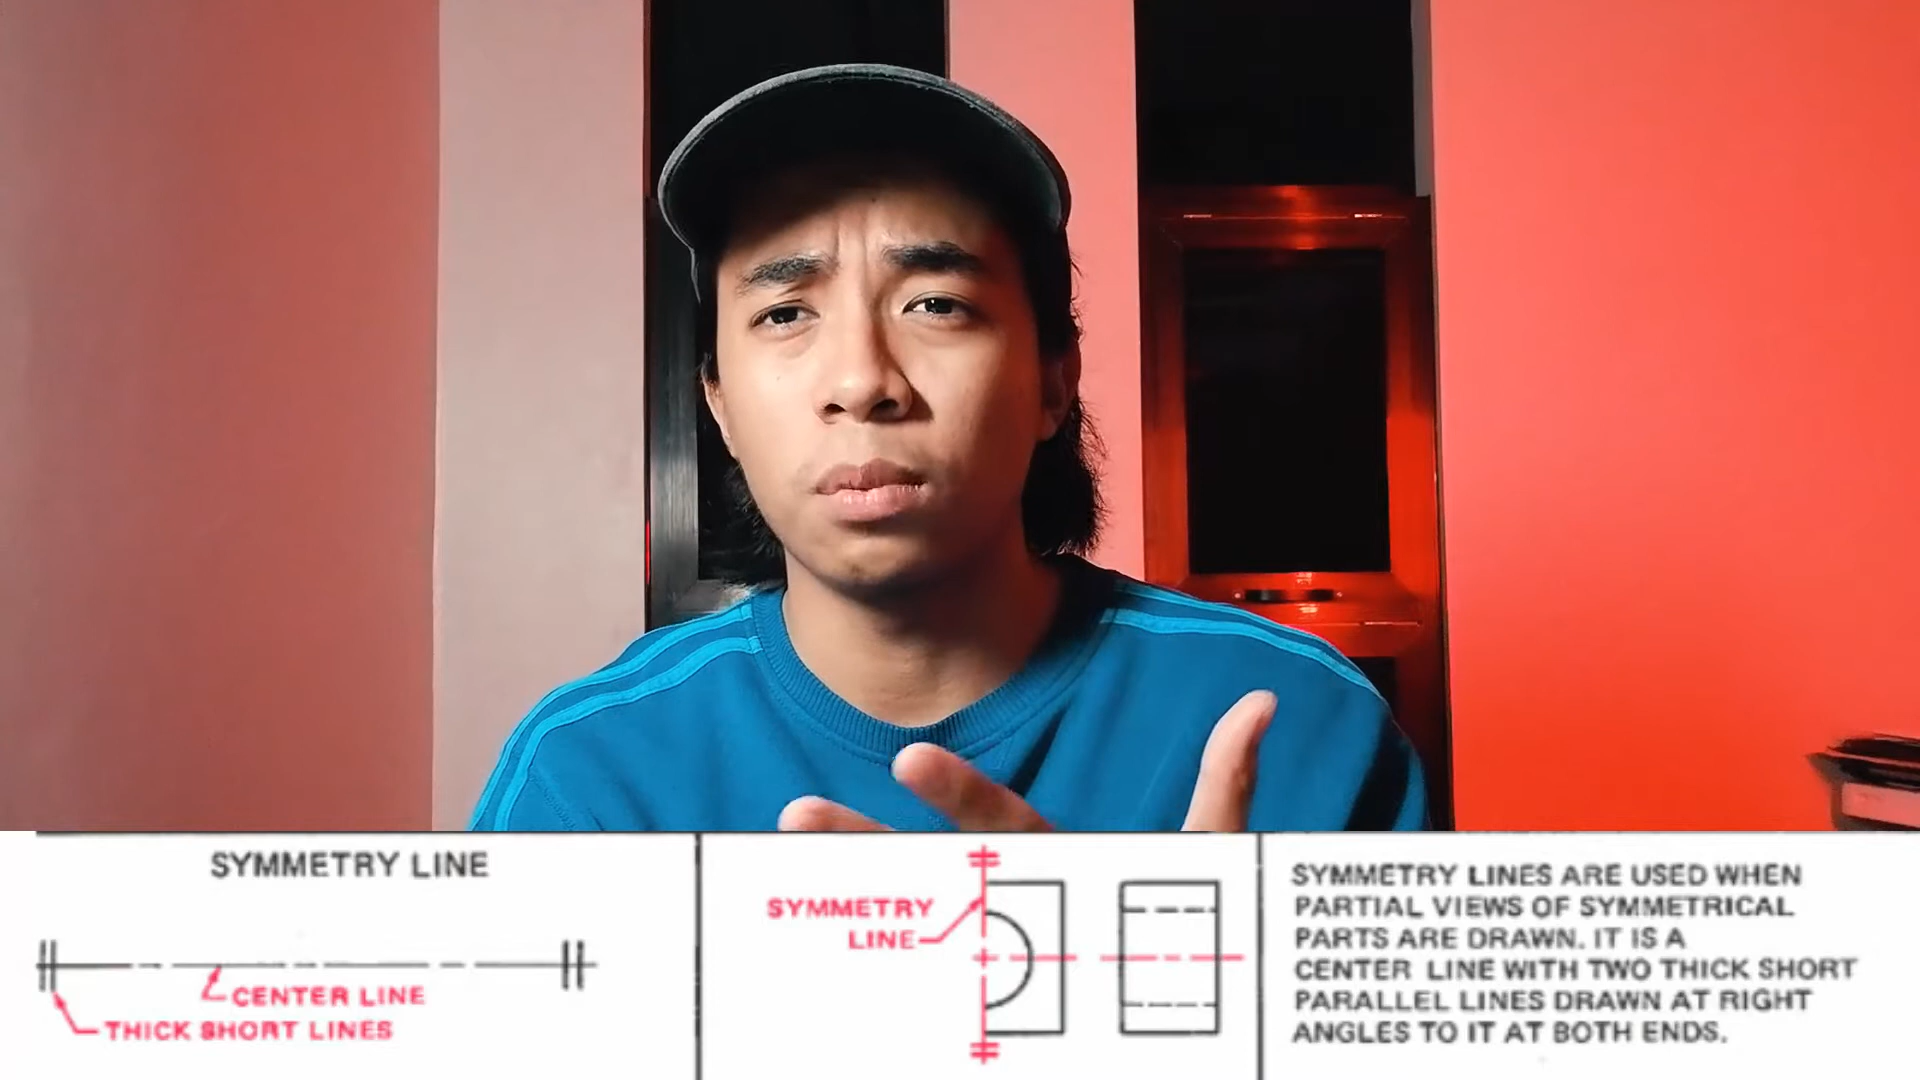 SYMMETRY LINE
CENTER LINE
THICK SHORT LINES
SYMMETRY
LINE
SYMMETRY LINES ARE USED WHEN
PARTIAL VIEWS OF SYMMETRICAL
PARTS ARE DRAWN. IT IS A
CENTER LINE WITH TWO THICK SHORT
PARALLEL LINES DRAWN AT RIGHT
ANGLES TO IT AT BOTH ENDS.